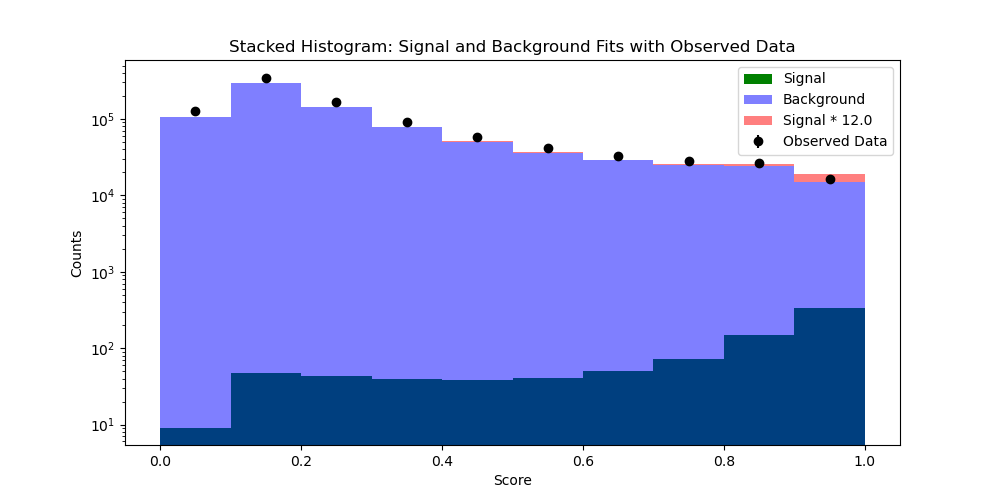 Stacked Histogram: Signal and Background Fits with Observed Data
Signal
Background
Signal * 12.0
Observed Data
Counts
10^5
10^4
10^3
10^2
10^1
0.0 0.2 0.4 0.6 0.8 1.0
Score